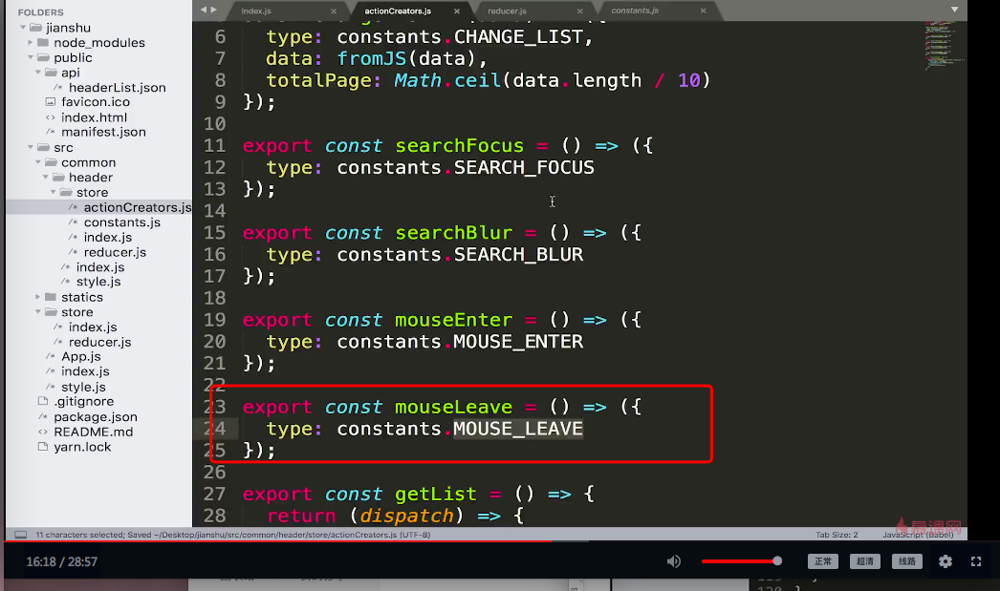 FOLDERS
jianshu
node_modules
public
api
headerList.json
favicon.ico
index.html
manifest.json
src
common
header
store
actionCreators.js
constants.js
index.js
reducer.js
index.js
style.js
statics
store
index.js
reducer.js
App.js
index.js
style.js
.gitignore
package.json
README.md
yarn.lock
index.js
actionCreators.js
reducer.js
constants.js
6 type: constants.CHANGE_LIST,
7 data: fromJS(data),
8 totalPage: Math.ceil(data.length / 10)
9 });
10
11 export const searchFocus = () => ({
12 type: constants.SEARCH_FOCUS
13 });
14
15 export const searchBlur = () => ({
16 type: constants.SEARCH_BLUR
17 });
18
19 export const mouseEnter = () => ({
20 type: constants.MOUSE_ENTER
21 });
22
23 export const mouseLeave = () => ({
24 type: constants.MOUSE_LEAVE
25 });
26
27 export const getList = () => {
28 return (dispatch) => {
11 characters selected; Saved ~/Desktop/jianshu/src/common/header/store/actionCreators.js (UTF-8)
Tab Size: 2
JavaScript (Babel)
16:18 / 28:57
正常
超清
线路